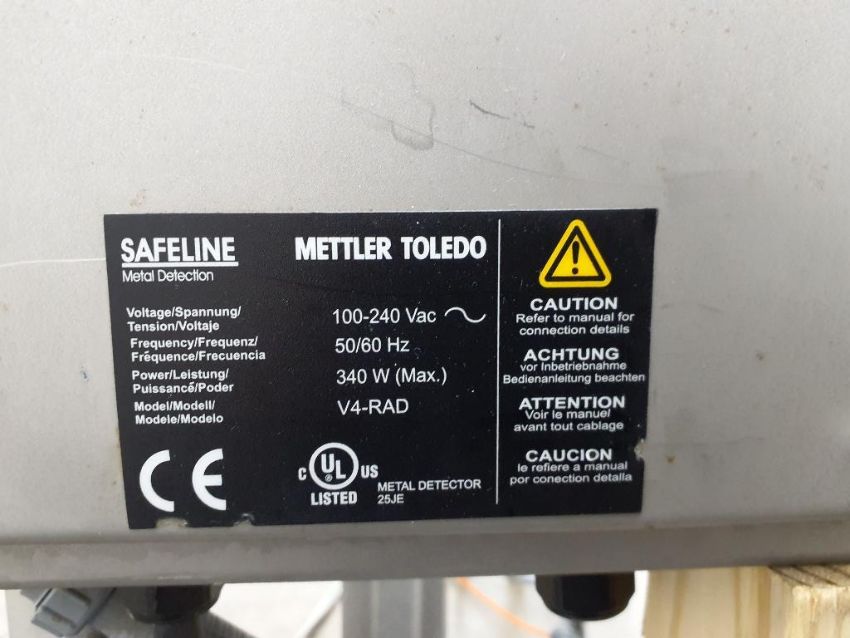 SAFELINE
Metal Detection
METTLER TOLEDO
Voltage/Spannung/
Tension/Voltaje
100-240 Vac
Frequency/Frequenz/
Fréquence/Frecuencia
50/60 Hz
Power/Leistung/
Puissance/Poder
340 W (Max.)
Model/Modell/
Modele/Modelo
V4-RAD
CE
C UL US
LISTED
METAL DETECTOR
25JE
CAUTION
Refer to manual for
connection details
ACHTUNG
vor Inbetriebnahme
Bedienanleitung beachten
ATTENTION
Voir le manuel
avant tout cablage
CAUCION
le refiere a manual
por conection detalla